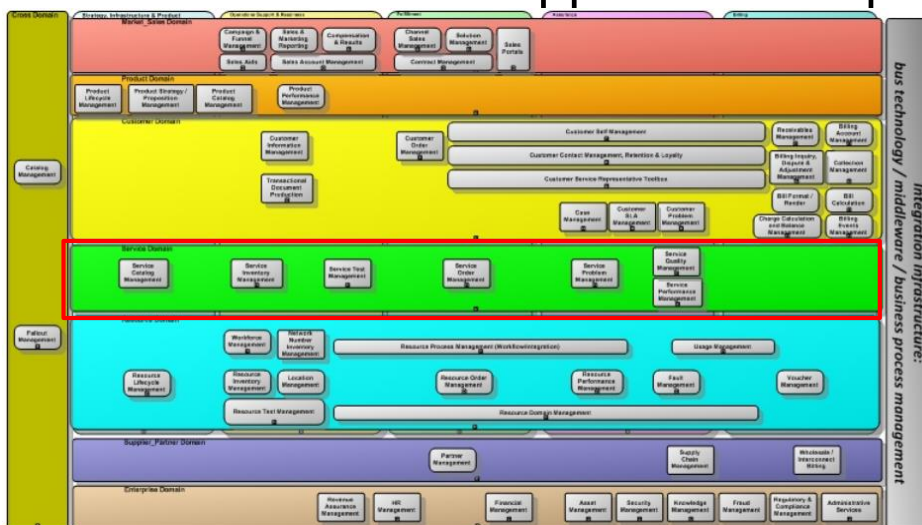 Cross Domain
Strategy, Infrastructure & Product
Operations Support & Readiness
Fulfillment
Assurance
Billing
Market_Sales Domain
Campaign & Funnel Management
Sales & Marketing Reporting
Compensation & Results
Channel Sales Management
Solution Management
Sales Portals
Sales Aids
Sales Account Management
Contract Management
Product Domain
Product Lifecycle Management
Product Strategy / Proposition Management
Product Catalog Management
Product Performance Management
Customer Domain
Customer Information Management
Customer Order Management
Customer Self Management
Receivables Management
Billing Account Management
Customer Contact Management, Retention & Loyalty
Billing Inquiry, Dispute & Adjustment Management
Collection Management
Catalog Management
Transactional Document Production
Customer Service Representative Toolbox
Bill Format / Render
Bill Calculation
Case Management
Customer SLA Management
Customer Problem Management
Charge Calculation and Balance Management
Billing Events Management
Service Domain
Service Catalog Management
Service Inventory Management
Service Test Management
Service Order Management
Service Problem Management
Service Quality Management
Service Performance Management
Resource Domain
Fallout Management
Workforce Management
Network Number Inventory Management
Resource Process Management (Workflow/integration)
Usage Management
Resource Lifecycle Management
Resource Inventory Management
Location Management
Resource Order Management
Resource Performance Management
Fault Management
Voucher Management
Resource Test Management
Resource Domain Management
Supplier_Partner Domain
Partner Management
Supply Chain Management
Wholesale / Interconnect Billing
Enterprise Domain
Revenue Assurance Management
HR Management
Financial Management
Asset Management
Security Management
Knowledge Management
Fraud Management
Regulatory & Compliance Management
Administrative Services
Integration Infrastructure:
bus technology / middleware / business process management